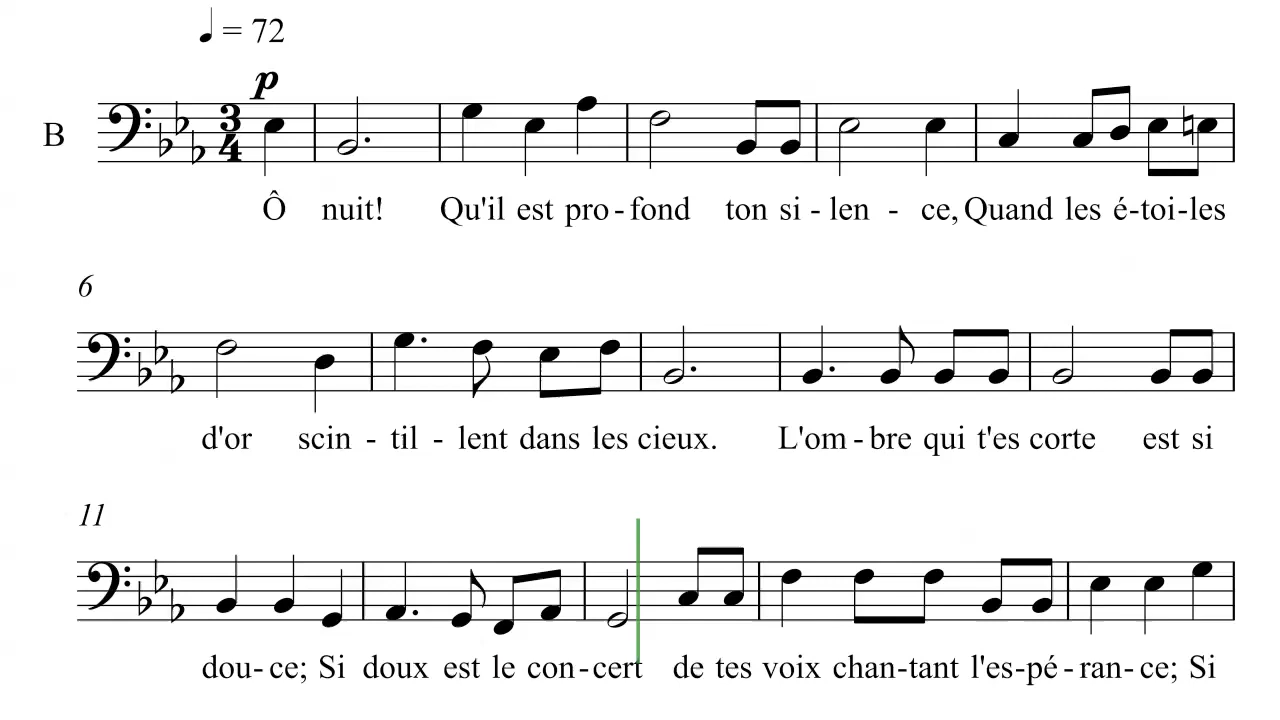 = 72
p
B
3
4
Ô nuit! Qu'il est pro - fond ton si - len - ce, Quand les é-toi-les
6
d'or scin - til - lent dans les cieux. L'om - bre qui t'es corte est si
11
dou- ce; Si doux est le con - cert de tes voix chan-tant l'es-pé - ran- ce; Si